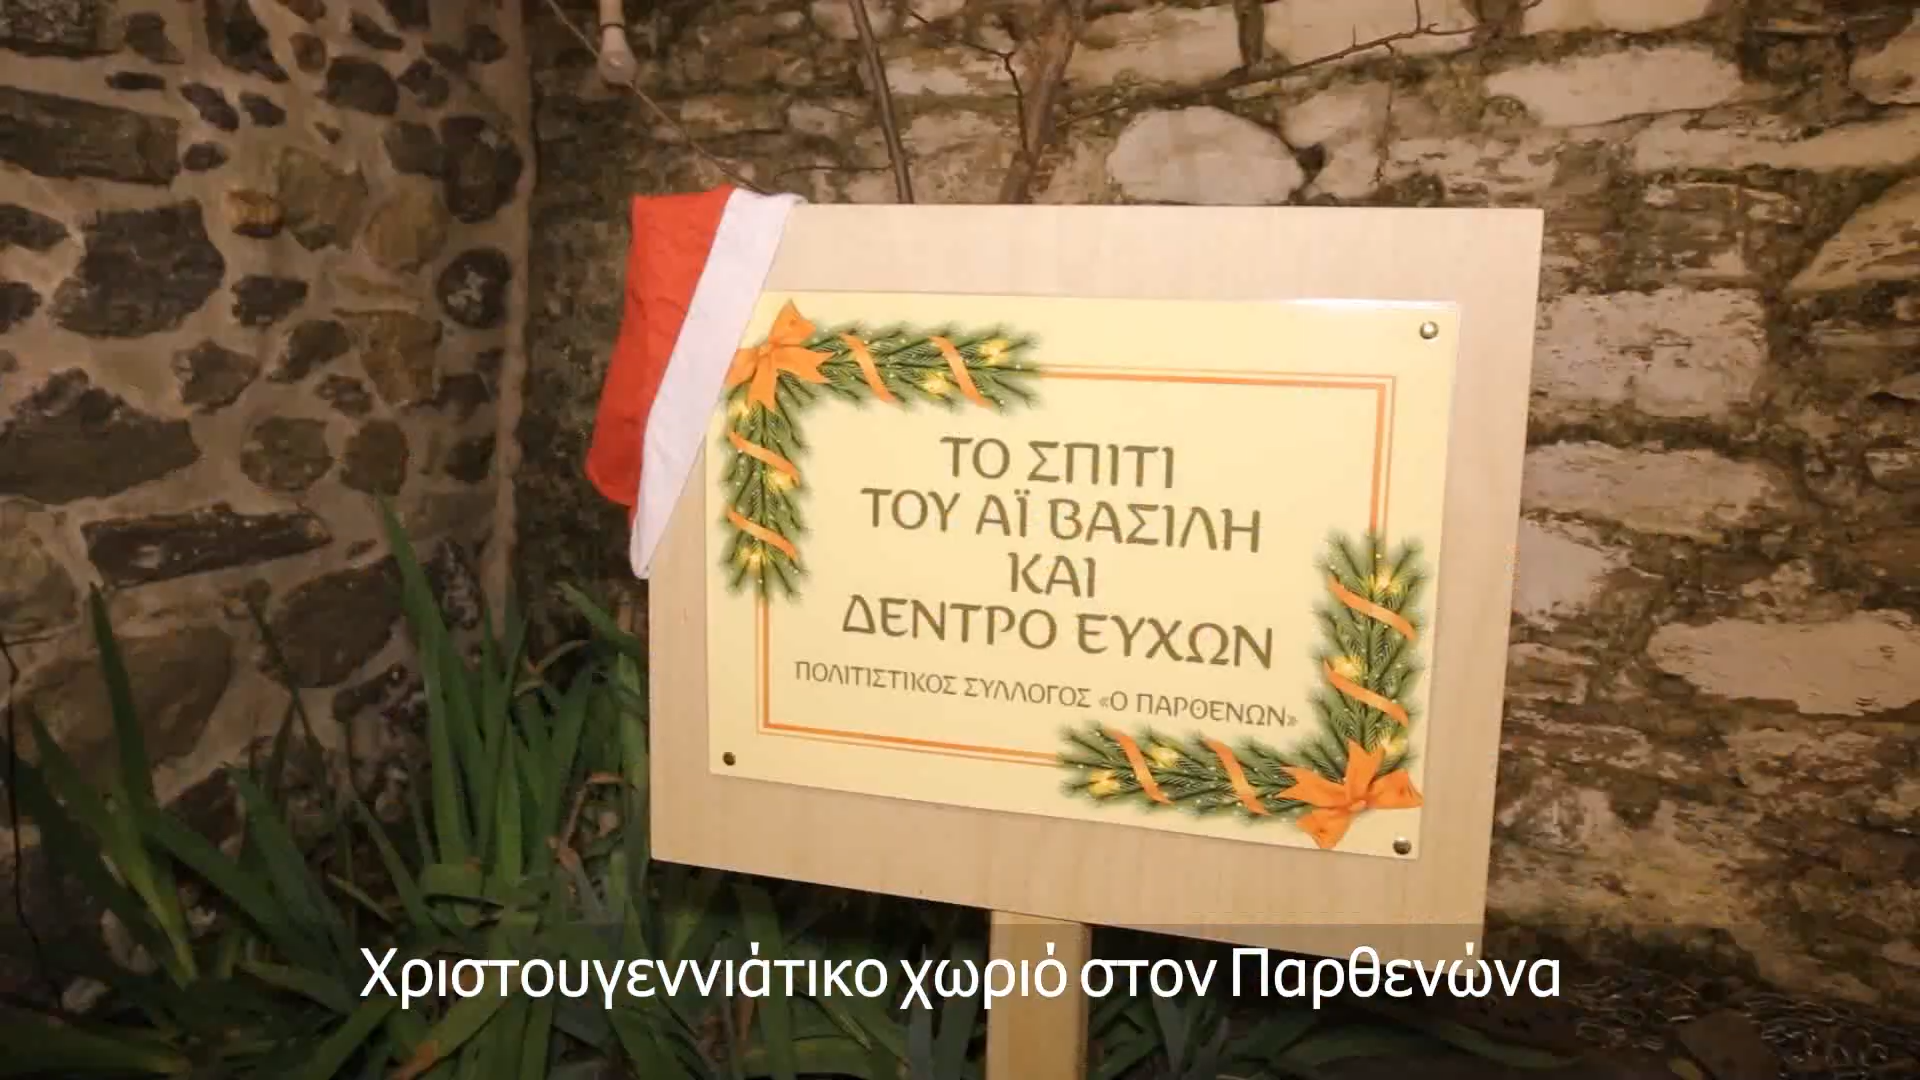 ΤΟ ΣΠΙΤΙ
ΤΟΥ ΑΪ ΒΑΣΙΛΗ
ΚΑΙ
ΔΕΝΤΡΟ ΕΥΧΩΝ
ΠΟΛΙΤΙΣΤΙΚΟΣ ΣΥΛΛΟΓΟΣ «Ο ΠΑΡΘΕΝΩΝ»
Χριστουγεννιάτικο χωριό στον Παρθενώνα